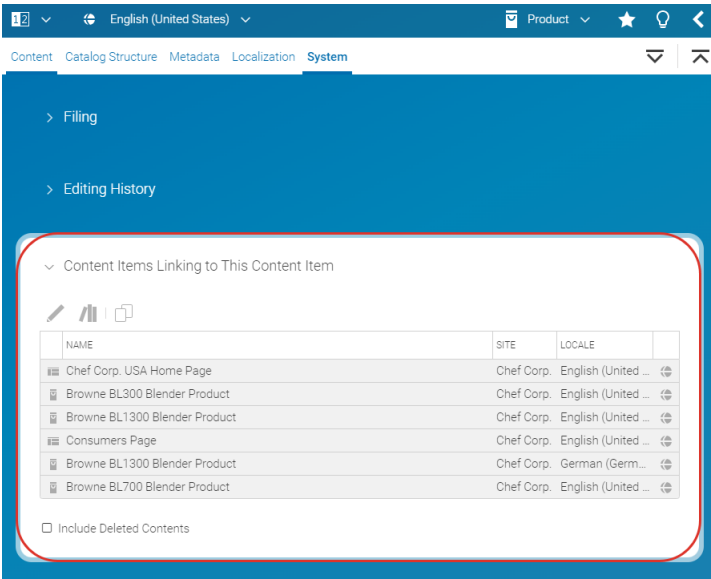 12 English (United States) Product
Content Catalog Structure Metadata Localization System
Filing
Editing History
Content Items Linking to This Content Item
NAME SITE LOCALE
Chef Corp. USA Home Page Chef Corp. English (United ...
Browne BL300 Blender Product Chef Corp. English (United ...
Browne BL1300 Blender Product Chef Corp. English (United ...
Consumers Page Chef Corp. English (United ...
Browne BL1300 Blender Product Chef Corp. German (Germ...
Browne BL700 Blender Product Chef Corp. English (United ...
Include Deleted Contents